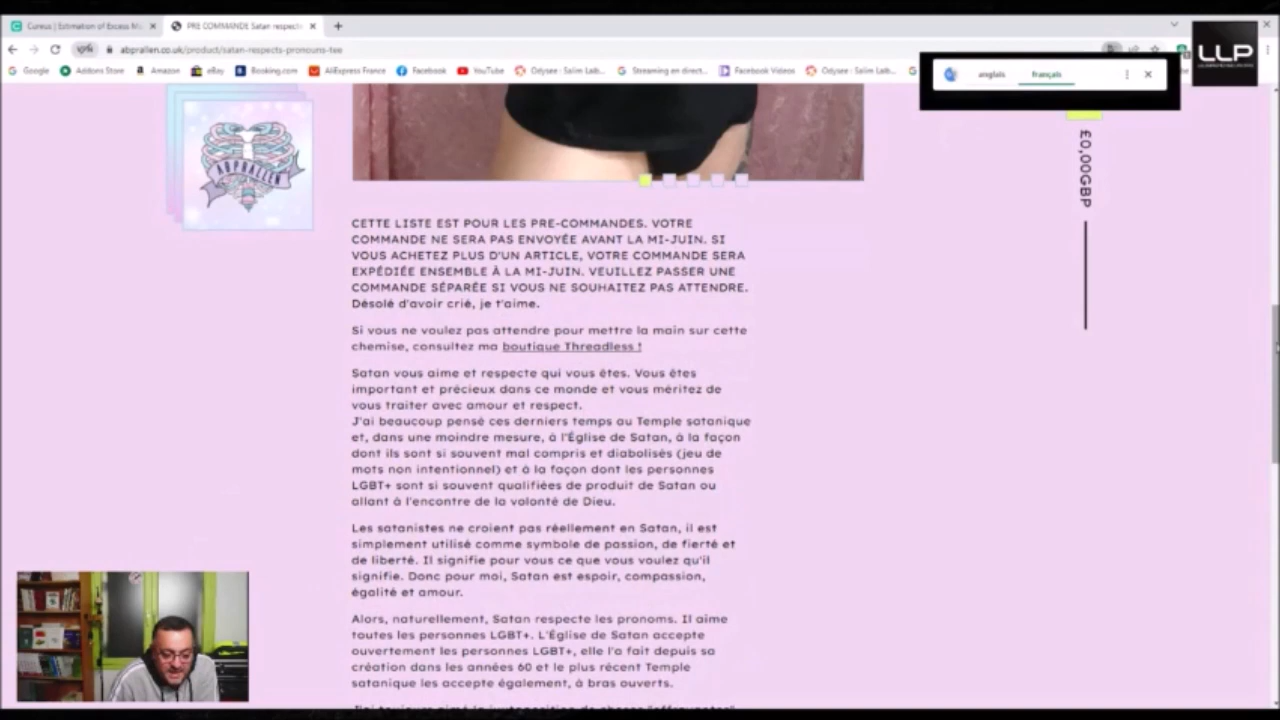 Cureus | Estimation of Excess M
PRE COMMANDE Satan respecte
abprallen.co.uk/product/satan-respects-pronouns-tee
Google
Addons Store
Amazon
eBay
Booking.com
AliExpress France
Facebook
YouTube
Odysee : Salim Laib...
Streaming en direct...
Facebook Videos
Odysee : Salim Laib...
LLP
anglais
français
ABPRALLEN
£0,00GBP
CETTE LISTE EST POUR LES PRE-COMMANDES. VOTRE
COMMANDE NE SERA PAS ENVOYÉE AVANT LA MI-JUIN. SI
VOUS ACHETEZ PLUS D'UN ARTICLE, VOTRE COMMANDE SERA
EXPÉDIÉE ENSEMBLE À LA MI-JUIN. VEUILLEZ PASSER UNE
COMMANDE SÉPARÉE SI VOUS NE SOUHAITEZ PAS ATTENDRE.
Désolé d'avoir crié, je t'aime.
Si vous ne voulez pas attendre pour mettre la main sur cette
chemise, consultez ma boutique Threadless !
Satan vous aime et respecte qui vous êtes. Vous êtes
important et précieux dans ce monde et vous méritez de
vous traiter avec amour et respect.
J'ai beaucoup pensé ces derniers temps au Temple satanique
et, dans une moindre mesure, à l'Église de Satan, à la façon
dont ils sont si souvent mal compris et diabolisés (jeu de
mots non intentionnel) et à la façon dont les personnes
LGBT+ sont si souvent qualifiées de produit de Satan ou
allant à l'encontre de la volonté de Dieu.
Les satanistes ne croient pas réellement en Satan, il est
simplement utilisé comme symbole de passion, de fierté et
de liberté. Il signifie pour vous ce que vous voulez qu'il
signifie. Donc pour moi, Satan est espoir, compassion,
égalité et amour.
Alors, naturellement, Satan respecte les pronoms. Il aime
toutes les personnes LGBT+. L'Église de Satan accepte
ouvertement les personnes LGBT+, elle l'a fait depuis sa
création dans les années 60 et le plus récent Temple
satanique les accepte également, à bras ouverts.